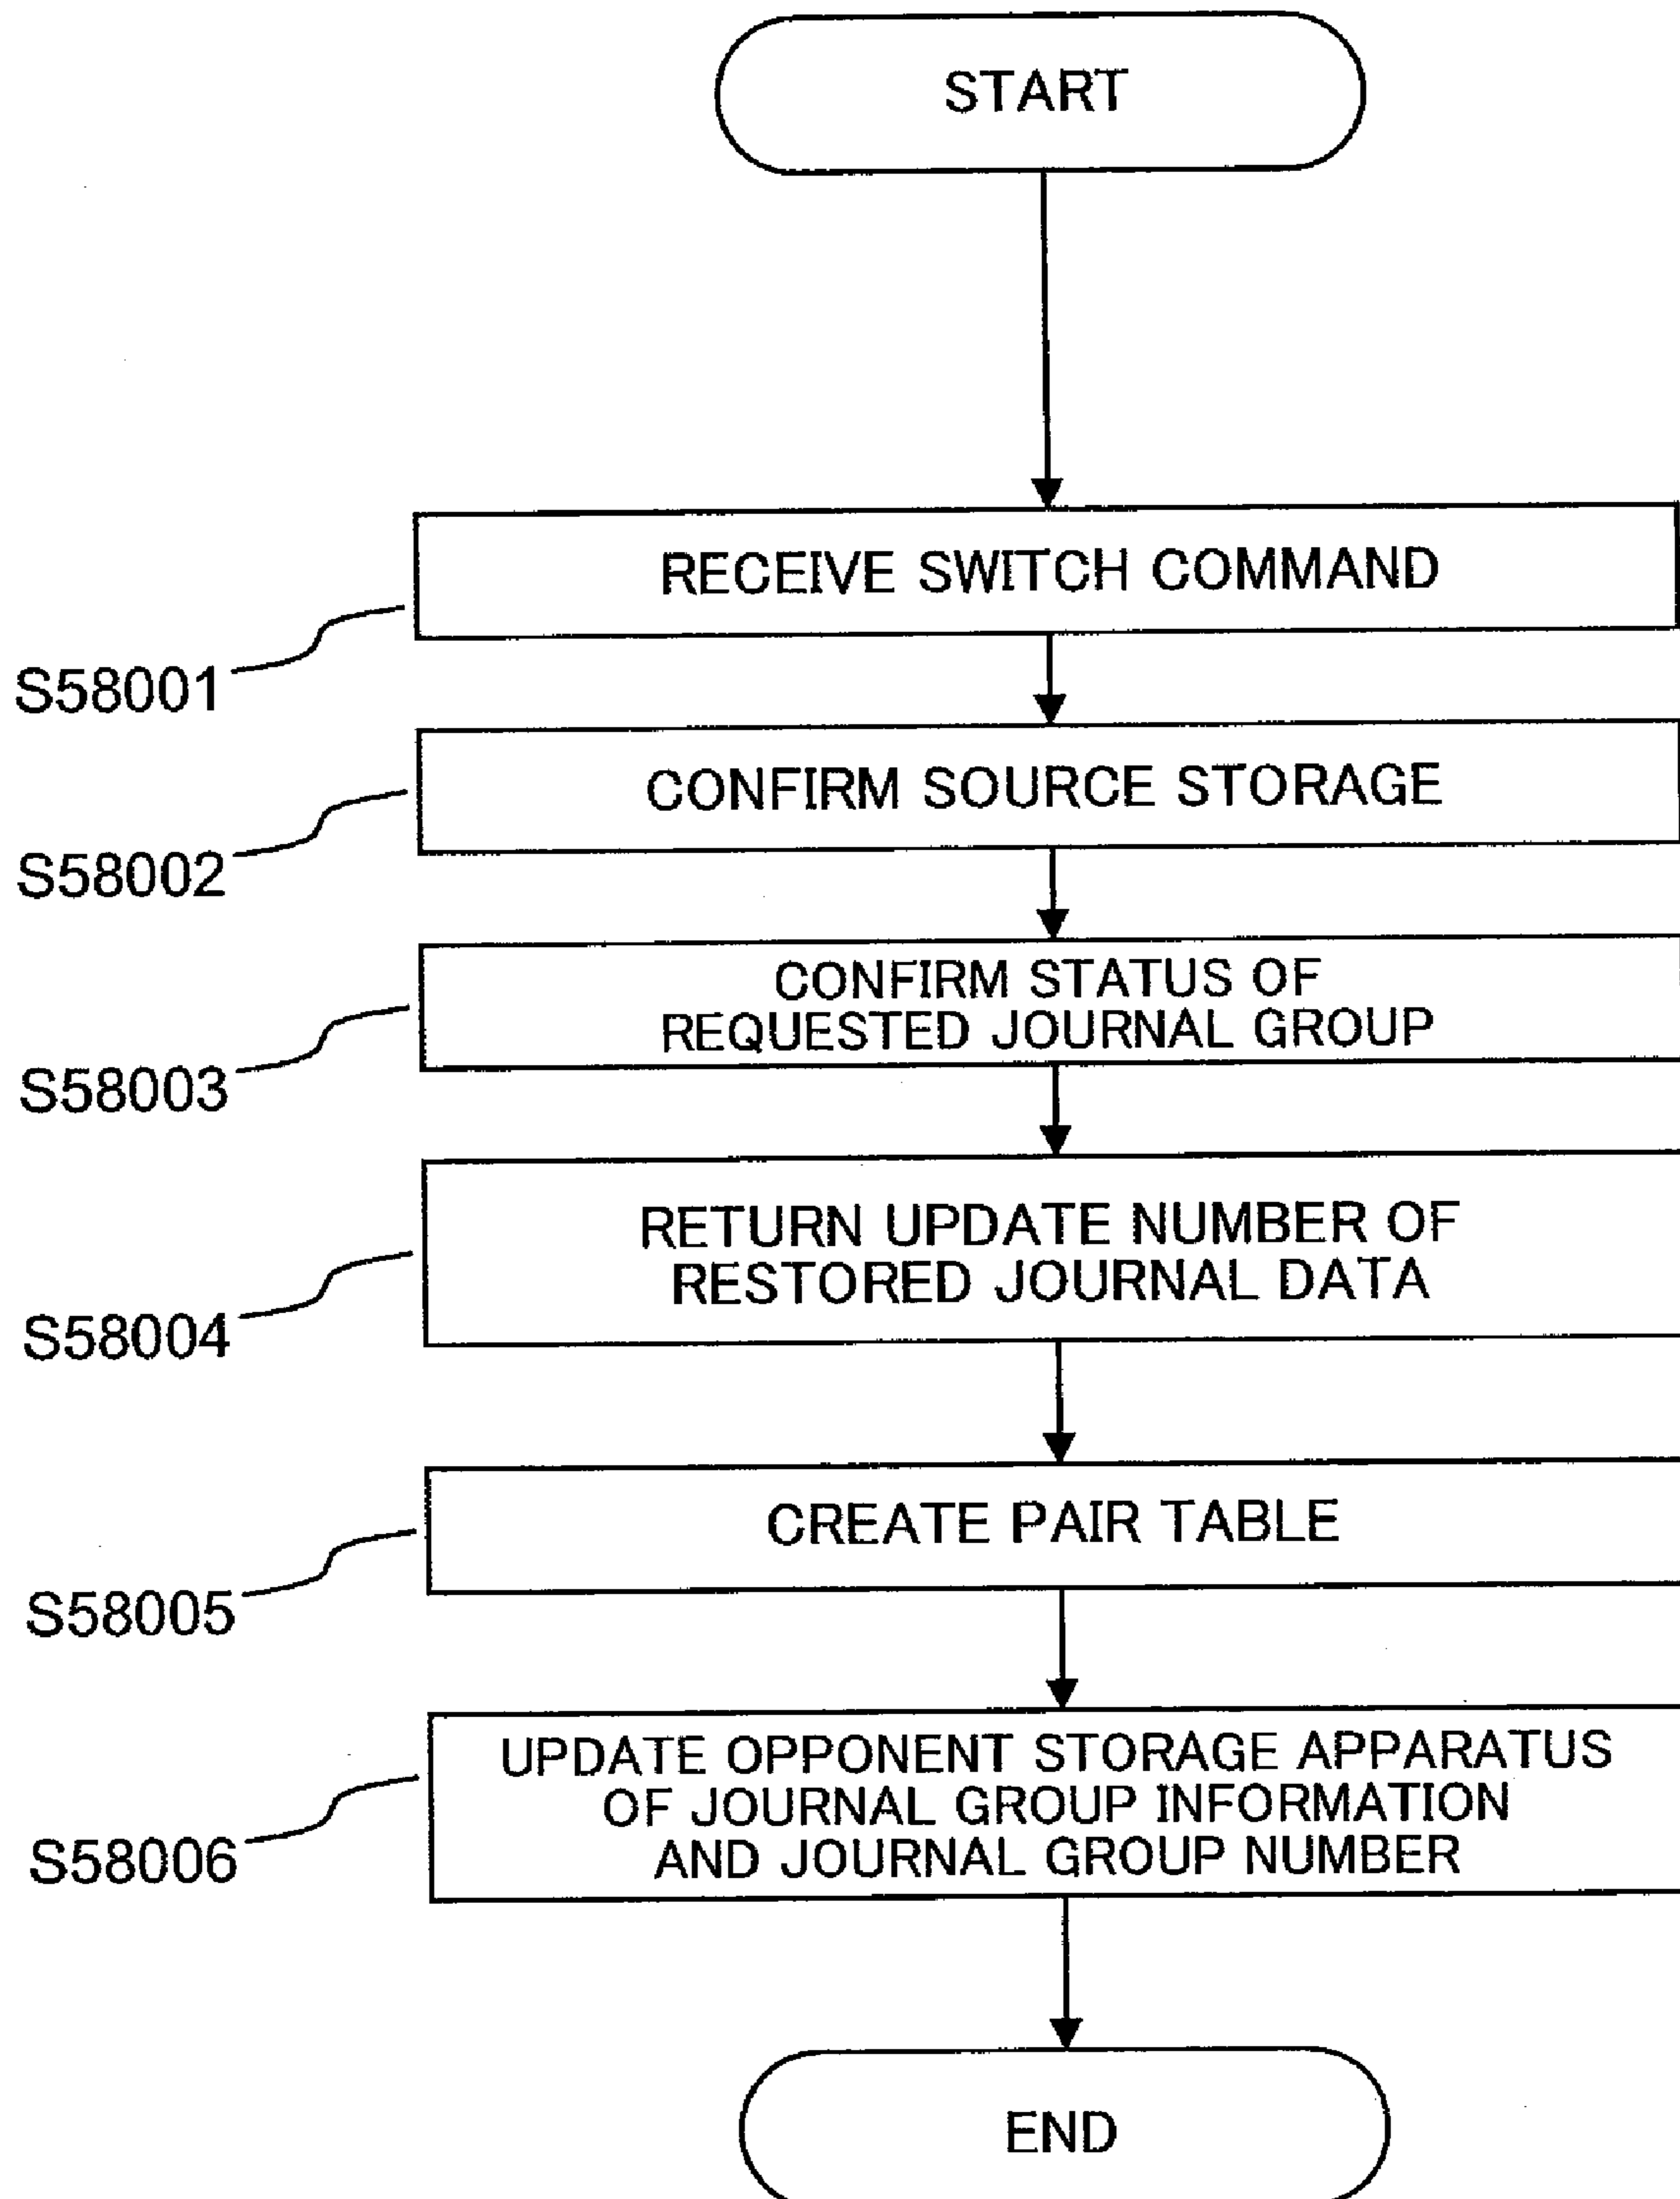 START
RECEIVE SWITCH COMMAND
S58001
CONFIRM SOURCE STORAGE
S58002
CONFIRM STATUS OF
REQUESTED JOURNAL GROUP
S58003
RETURN UPDATE NUMBER OF
RESTORED JOURNAL DATA
S58004
CREATE PAIR TABLE
S58005
UPDATE OPPONENT STORAGE APPARATUS
OF JOURNAL GROUP INFORMATION
AND JOURNAL GROUP NUMBER
S58006
END